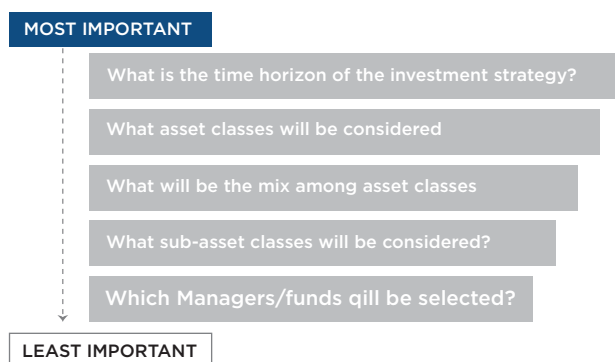 MOST IMPORTANT
What is the time horizon of the investment strategy?
What asset classes will be considered
What will be the mix among asset classes
What sub-asset classes will be considered?
Which Managers/funds qill be selected?
LEAST IMPORTANT